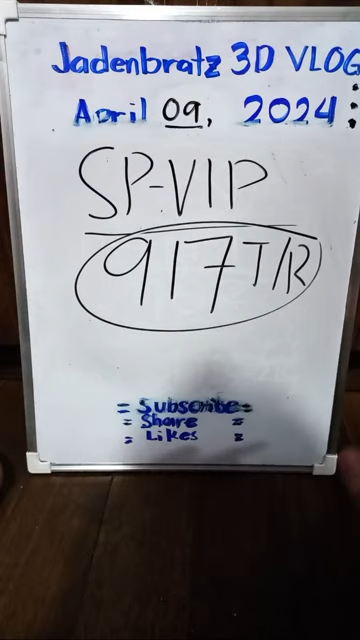 Jadenbratz 3D VLOG
April 09, 2024
SP-VIP
917 T/R
= Subscribe =
= Share =
= Likes =